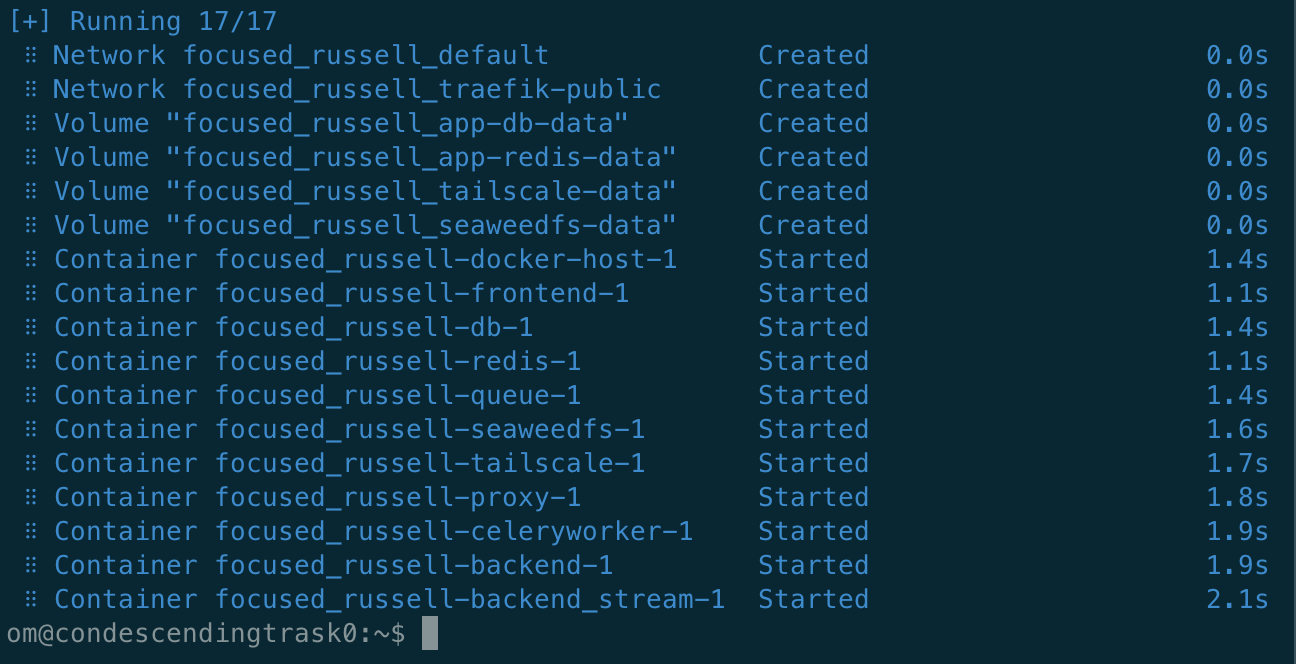 [+] Running 17/17
⠿ Network focused_russell_default Created 0.0s
⠿ Network focused_russell_traefik-public Created 0.0s
⠿ Volume "focused_russell_app-db-data" Created 0.0s
⠿ Volume "focused_russell_app-redis-data" Created 0.0s
⠿ Volume "focused_russell_tailscale-data" Created 0.0s
⠿ Volume "focused_russell_seaweedfs-data" Created 0.0s
⠿ Container focused_russell-docker-host-1 Started 1.4s
⠿ Container focused_russell-frontend-1 Started 1.1s
⠿ Container focused_russell-db-1 Started 1.4s
⠿ Container focused_russell-redis-1 Started 1.1s
⠿ Container focused_russell-queue-1 Started 1.4s
⠿ Container focused_russell-seaweedfs-1 Started 1.6s
⠿ Container focused_russell-tailscale-1 Started 1.7s
⠿ Container focused_russell-proxy-1 Started 1.8s
⠿ Container focused_russell-celeryworker-1 Started 1.9s
⠿ Container focused_russell-backend-1 Started 1.9s
⠿ Container focused_russell-backend_stream-1 Started 2.1s
om@condescendingtrask0:~$